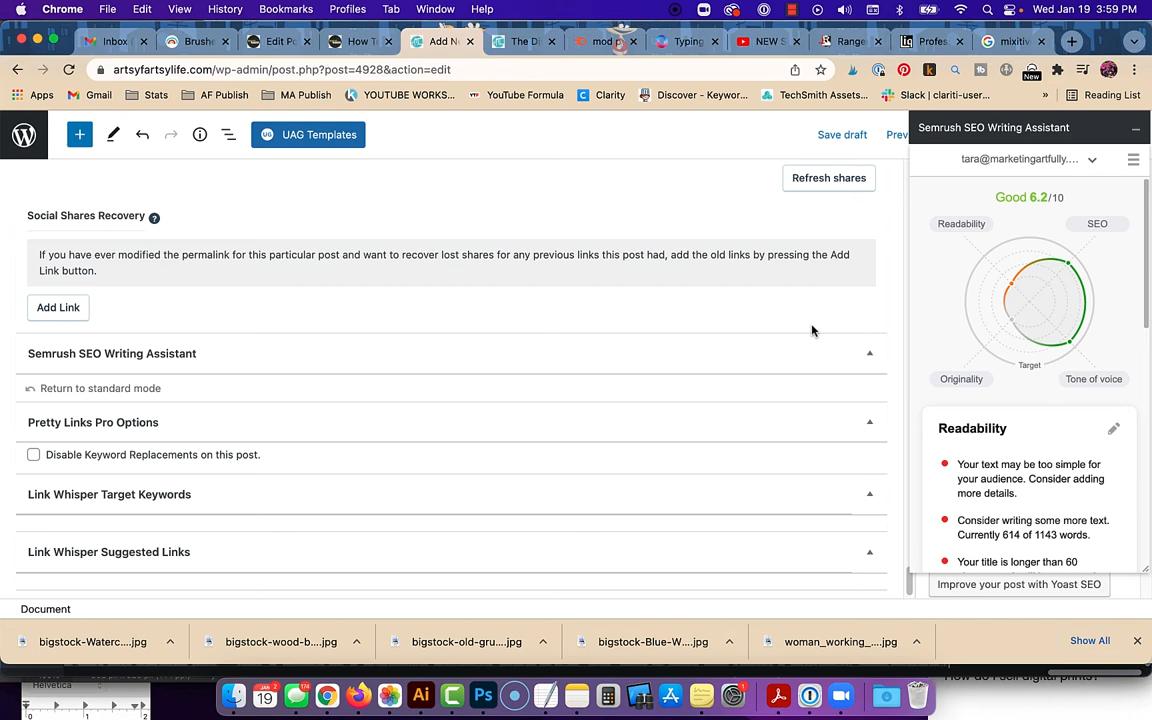 Chrome File Edit View History Bookmarks Profiles Tab Window Help Wed Jan 19 3:59 PM
Inbox ( Brushe Edit P How T Add N The D mod Typing NEW S Range Profes mixitiv
artsyfartsylife.com/wp-admin/post.php?post=4928&action=edit
New
Apps Gmail Stats AF Publish MA Publish YOUTUBE WORKS... YouTube Formula Clarity Discover - Keywor... TechSmith Assets... Slack | clariti-user... » Reading List
UAG Templates Save draft Prev
Semrush SEO Writing Assistant
tara@marketingartfully....
Refresh shares
Good 6.2/10
Readability SEO
Originality Target Tone of voice
Social Shares Recovery ?
If you have ever modified the permalink for this particular post and want to recover lost shares for any previous links this post had, add the old links by pressing the Add
Link button.
Add Link
Semrush SEO Writing Assistant
Return to standard mode
Pretty Links Pro Options
Disable Keyword Replacements on this post.
Link Whisper Target Keywords
Link Whisper Suggested Links
Readability
Your text may be too simple for
your audience. Consider adding
more details.
Consider writing some more text.
Currently 614 of 1143 words.
Your title is longer than 60
Improve your post with Yoast SEO
Document
bigstock-Waterc....jpg bigstock-wood-b....jpg bigstock-old-gru....jpg bigstock-Blue-W....jpg woman_working_....jpg Show All
Helvetica
How do I sell digital prints?
0 1 2